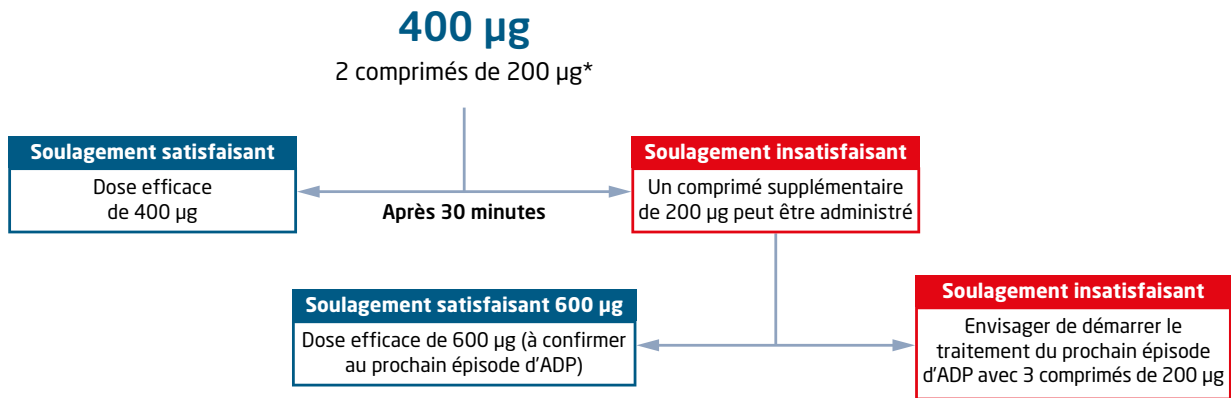 400 µg
2 comprimés de 200 µg*
Soulagement satisfaisant
Dose efficace
de 400 µg
Après 30 minutes
Soulagement insatisfaisant
Un comprimé supplémentaire
de 200 µg peut être administré
Soulagement satisfaisant 600 µg
Dose efficace de 600 µg (à confirmer
au prochain épisode d'ADP)
Soulagement insatisfaisant
Envisager de démarrer le
traitement du prochain épisode
d'ADP avec 3 comprimés de 200 µg